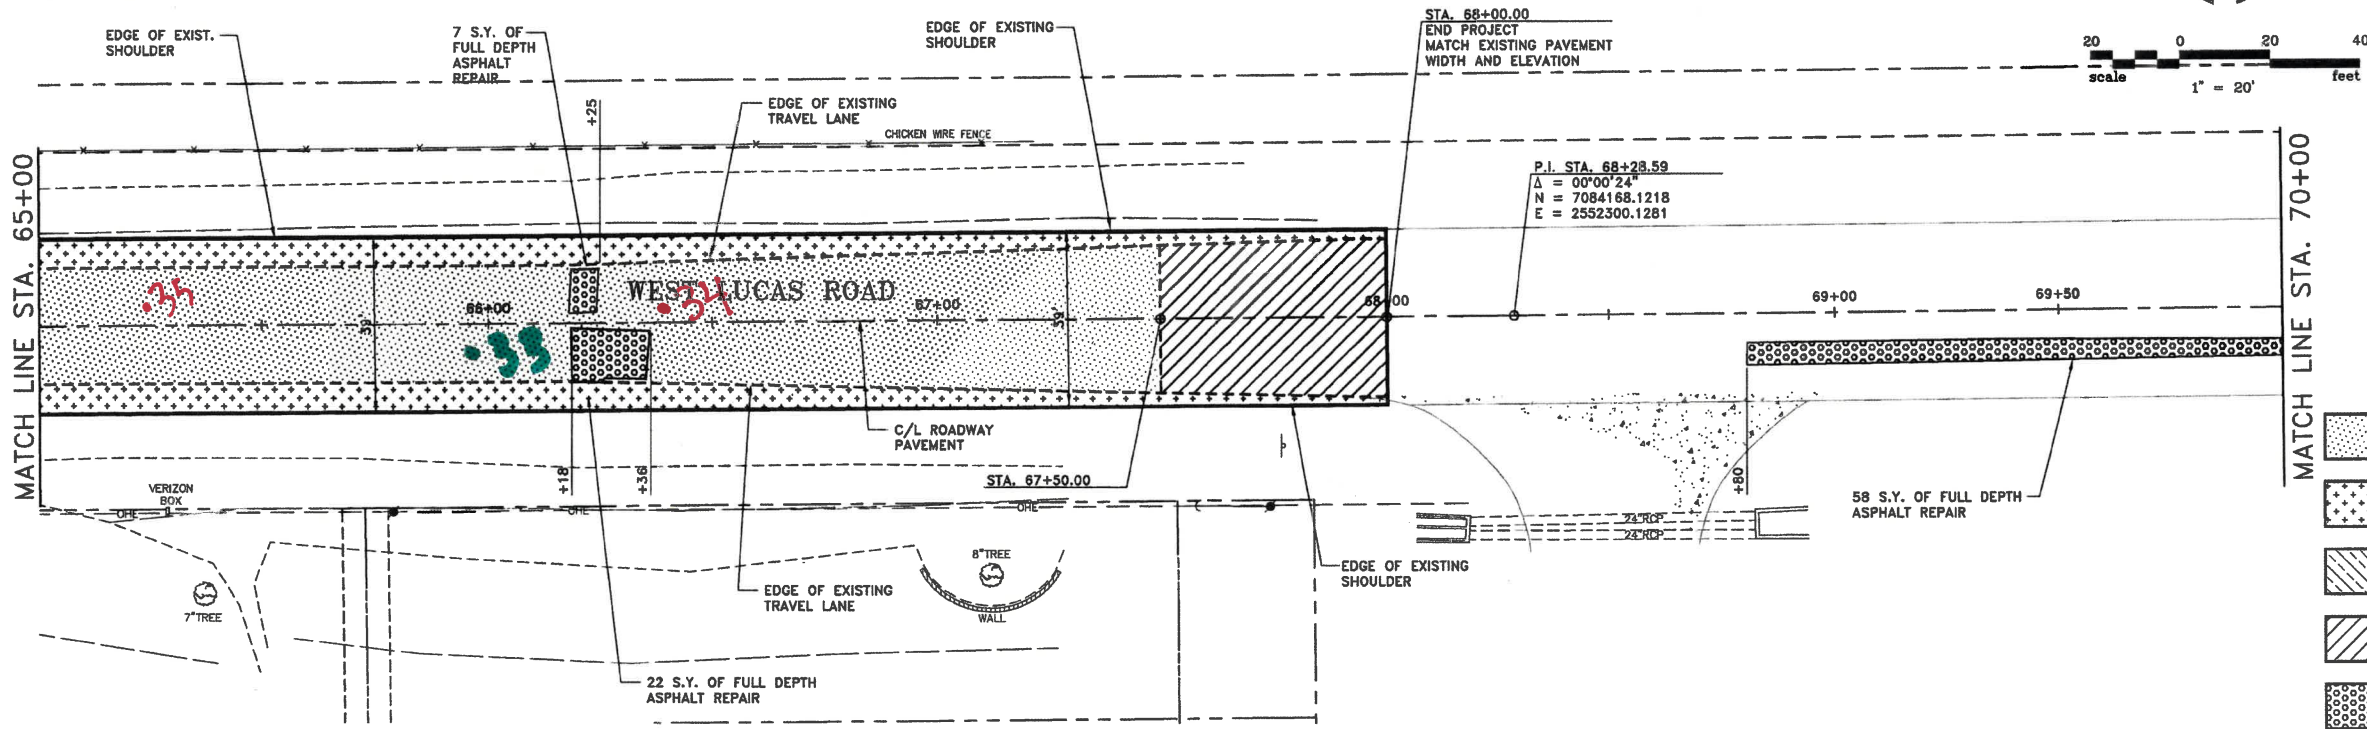 EDGE OF EXIST.
SHOULDER
7 S.Y. OF
FULL DEPTH
ASPHALT
REPAIR
EDGE OF EXISTING
SHOULDER
STA. 68+00.00
END PROJECT
MATCH EXISTING PAVEMENT
WIDTH AND ELEVATION
20 0 20 40
scale feet
1" = 20'
+25
EDGE OF EXISTING
TRAVEL LANE
CHICKEN WIRE FENCE
P.I. STA. 68+28.59
Δ = 00°00'24"
N = 7084168.1218
E = 2552300.1281
MATCH LINE STA. 65+00
MATCH LINE STA. 70+00
.35
WEST LUCAS ROAD
.34
66+00
67+00
68+00
69+00
69+50
39'
39'
.33
C/L ROADWAY
PAVEMENT
+18
+36
STA. 67+50.00
+80
58 S.Y. OF FULL DEPTH
ASPHALT REPAIR
VERIZON
BOX
OHE
OHE
OHE
24"RCP
24"RCP
7"TREE
8"TREE
WALL
EDGE OF EXISTING
TRAVEL LANE
EDGE OF EXISTING
SHOULDER
22 S.Y. OF FULL DEPTH
ASPHALT REPAIR